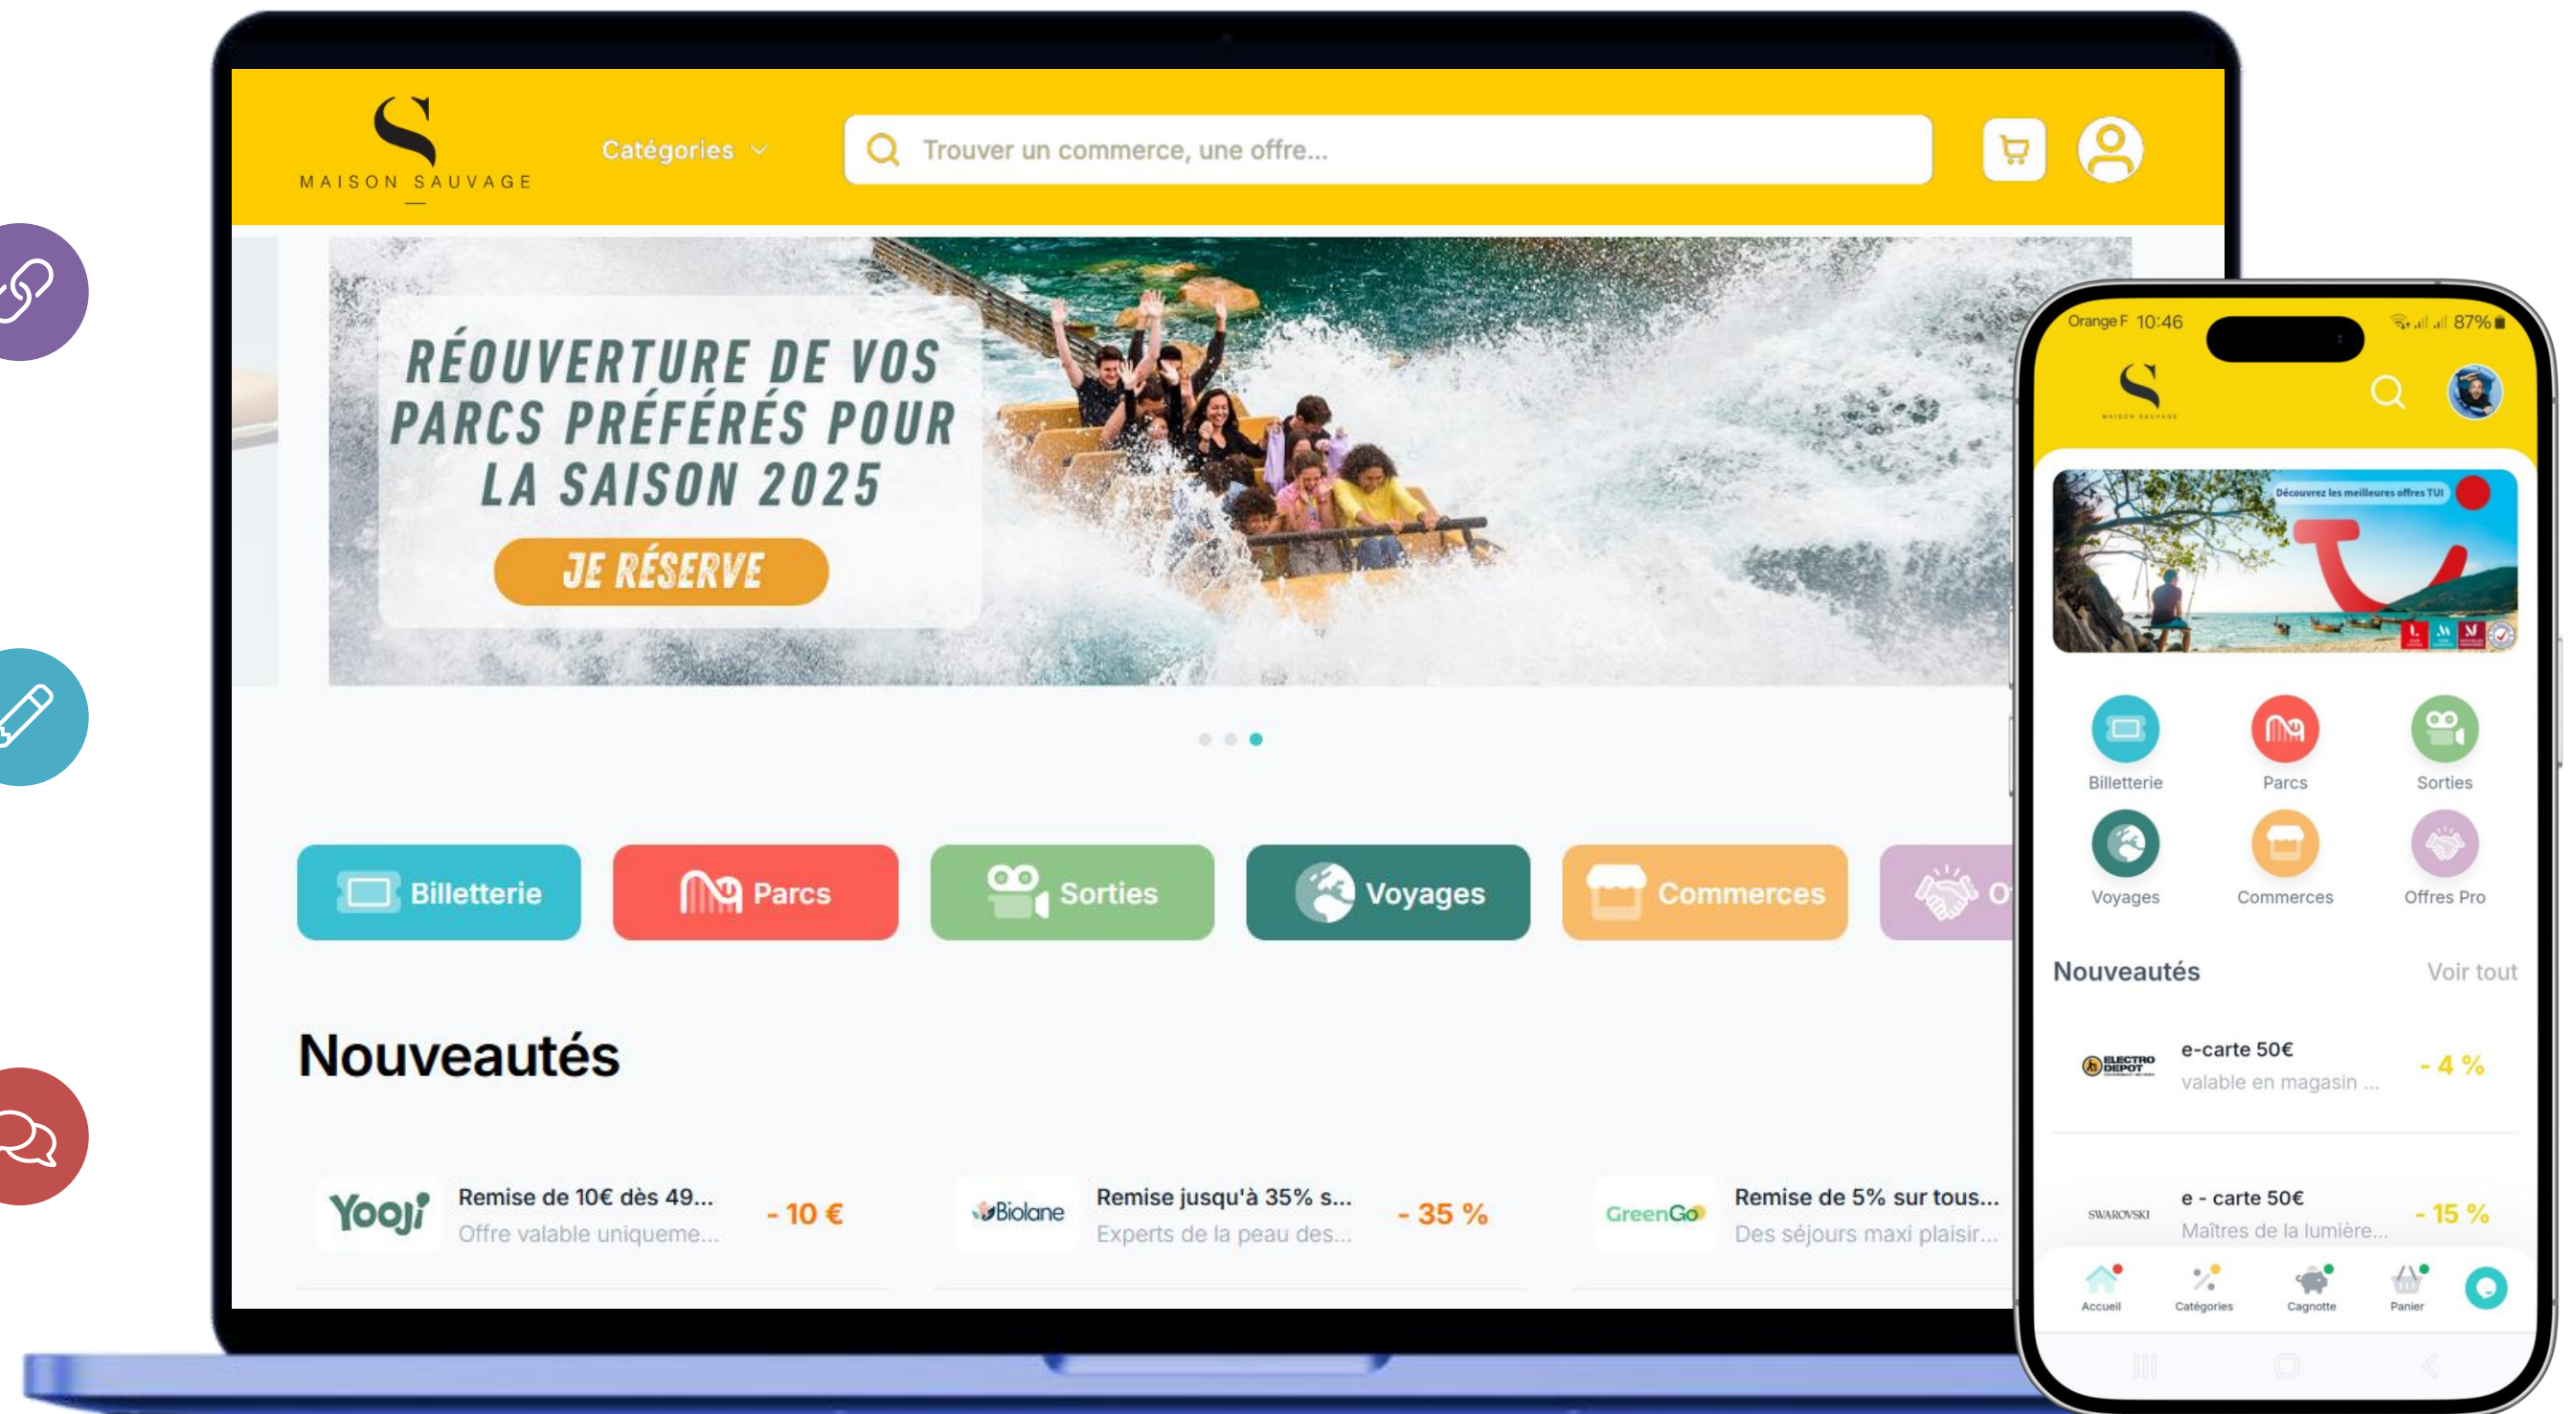 MAISON SAUVAGE
Catégories
Trouver un commerce, une offre...
RÉOUVERTURE DE VOS
PARCS PRÉFÉRÉS POUR
LA SAISON 2025
JE RÉSERVE
Billetterie
Parcs
Sorties
Voyages
Commerces
O
Nouveautés
Yooji
Remise de 10€ dès 49...
Offre valable uniqueme...
- 10 €
Biolane
Remise jusqu'à 35% s...
Experts de la peau des...
- 35 %
GreenGo
Remise de 5% sur tous...
Des séjours maxi plaisir...
Orange F 10:46
87%
MAISON SAUVAGE
Découvrez les meilleures offres TUI
Billetterie
Parcs
Sorties
Voyages
Commerces
Offres Pro
Nouveautés
Voir tout
ELECTRO
DEPOT
e-carte 50€
valable en magasin ...
- 4 %
SWAROVSKI
e - carte 50€
Maîtres de la lumière...
- 15 %
Accueil
Catégories
Cagnotte
Panier